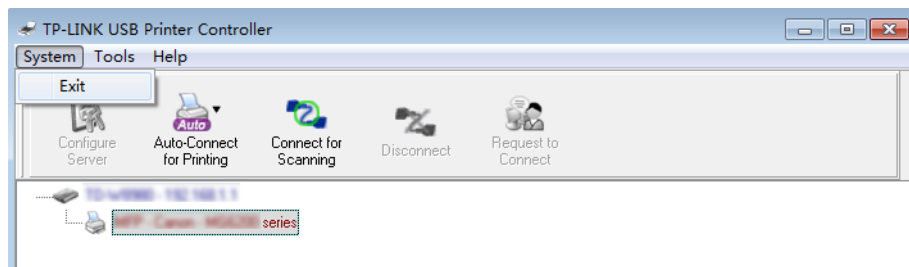 TP-LINK USB Printer Controller
System Tools Help
Exit
Auto
Configure Server
Auto-Connect for Printing
Connect for Scanning
Disconnect
Request to Connect
series